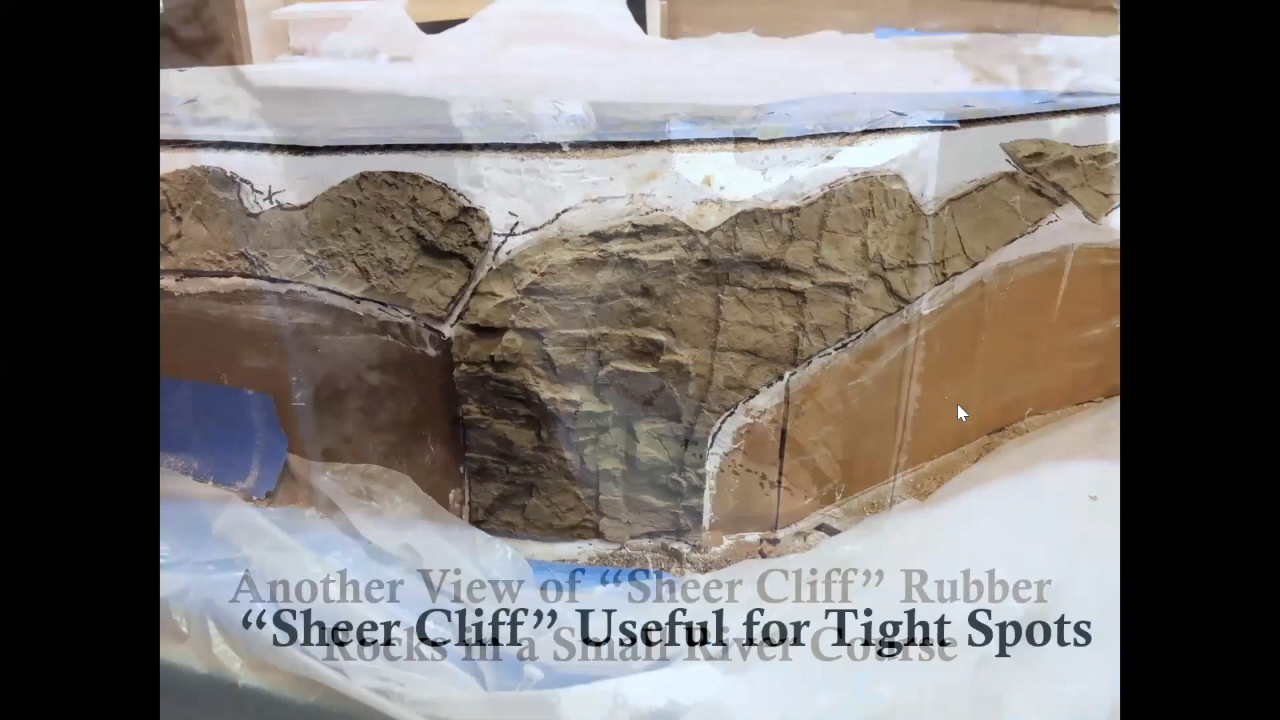 Another View of “Sheer Cliff” Rubber
“Sheer Cliff” Useful for Tight Spots
Rocks in a Small River Course